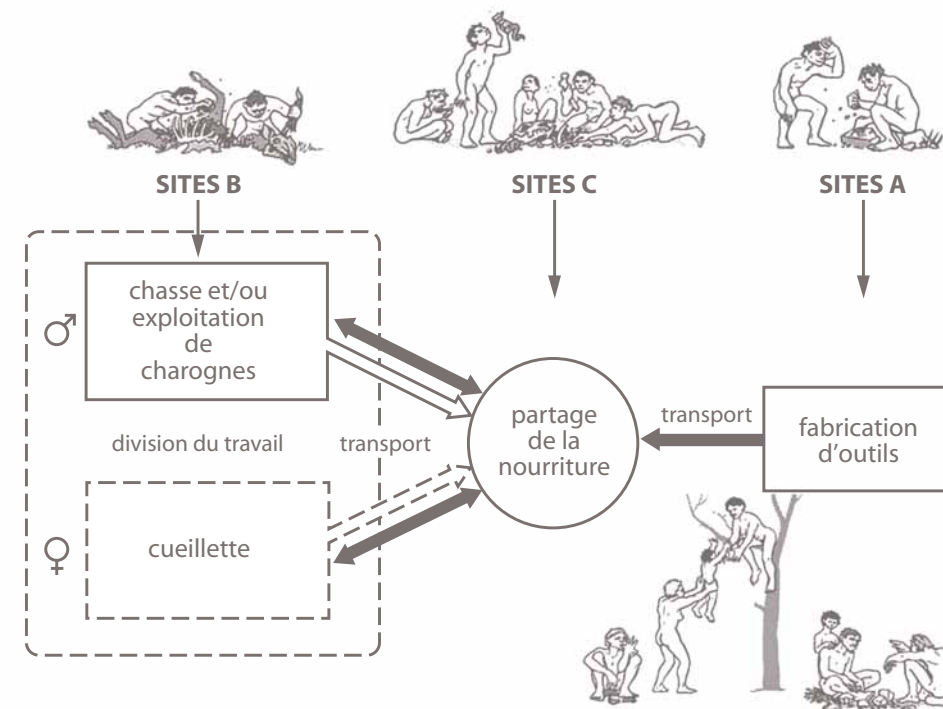 SITES B
SITES C
SITES A
♂
chasse et/ou
exploitation
de
charognes
division du travail
transport
♀
cueillette
partage
de la
nourriture
transport
fabrication
d’outils